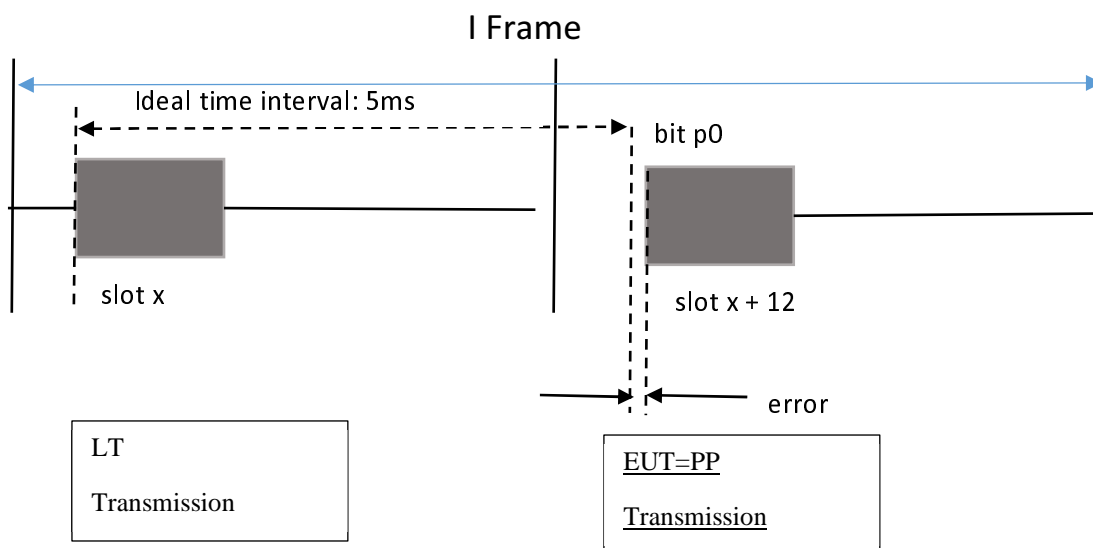 I Frame
Ideal time interval: 5ms
bit p0
slot x
slot x + 12
error
LT
Transmission
EUT=PP
Transmission